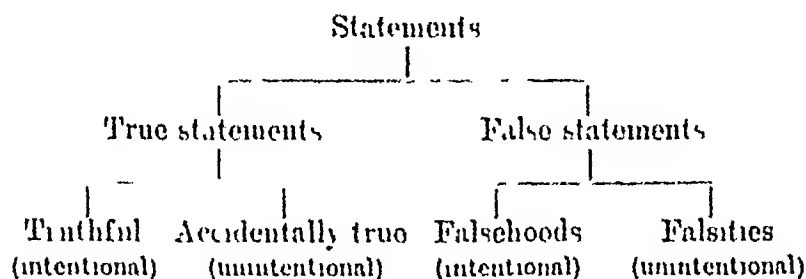 Statements
True statements False statements
Truthful Accidentally true Falsehoods Falsities
(intentional) (unintentional) (intentional) (unintentional)